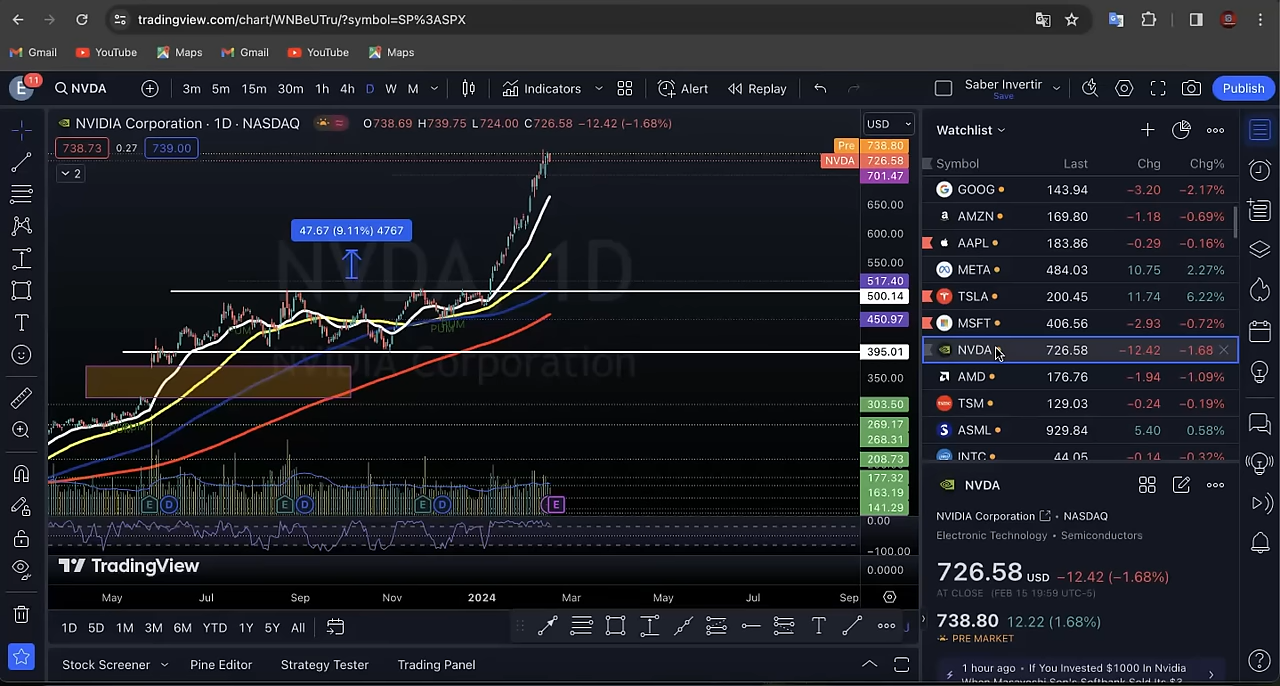 tradingview.com/chart/WNBeUTru/?symbol=SP%3ASPX
Gmail YouTube Maps Gmail YouTube Maps
E 11 NVDA 3m 5m 15m 30m 1h 4h D W M Indicators Alert Replay Saber Invertir Save Publish
NVIDIA Corporation · 1D · NASDAQ O738.69 H739.75 L724.00 C726.58 −12.42 (−1.68%) USD
738.73 0.27 739.00
2
Pre 738.80
NVDA 726.58
701.47
650.00
600.00
47.67 (9.11%) 4767
550.00
NVDA, 1D
517.40
500.14
450.97
NVIDIA Corporation
395.01
350.00
303.50
269.17
268.31
208.73
177.32
163.19
141.29
E D E D E D E
0.00
−100.00
0.0000
TradingView
May Jul Sep Nov 2024 Mar May Jul Sep
1D 5D 1M 3M 6M YTD 1Y 5Y All
Stock Screener Pine Editor Strategy Tester Trading Panel
Watchlist
Symbol Last Chg Chg%
GOOG 143.94 −3.20 −2.17%
AMZN 169.80 −1.18 −0.69%
AAPL 183.86 −0.29 −0.16%
META 484.03 10.75 2.27%
TSLA 200.45 11.74 6.22%
MSFT 406.56 −2.93 −0.72%
NVDA 726.58 −12.42 −1.68
AMD 176.76 −1.94 −1.09%
TSM 129.03 −0.24 −0.19%
ASML 929.84 5.40 0.58%
INTC 44.05 −0.14 −0.32%
NVDA
NVIDIA Corporation • NASDAQ
Electronic Technology • Semiconductors
726.58 USD −12.42 (−1.68%)
AT CLOSE (FEB 15 19:59 UTC-5)
738.80 12.22 (1.68%)
PRE MARKET
1 hour ago • If You Invested $1000 In Nvidia
When Masayoshi Son's Softbank Sold Its $3